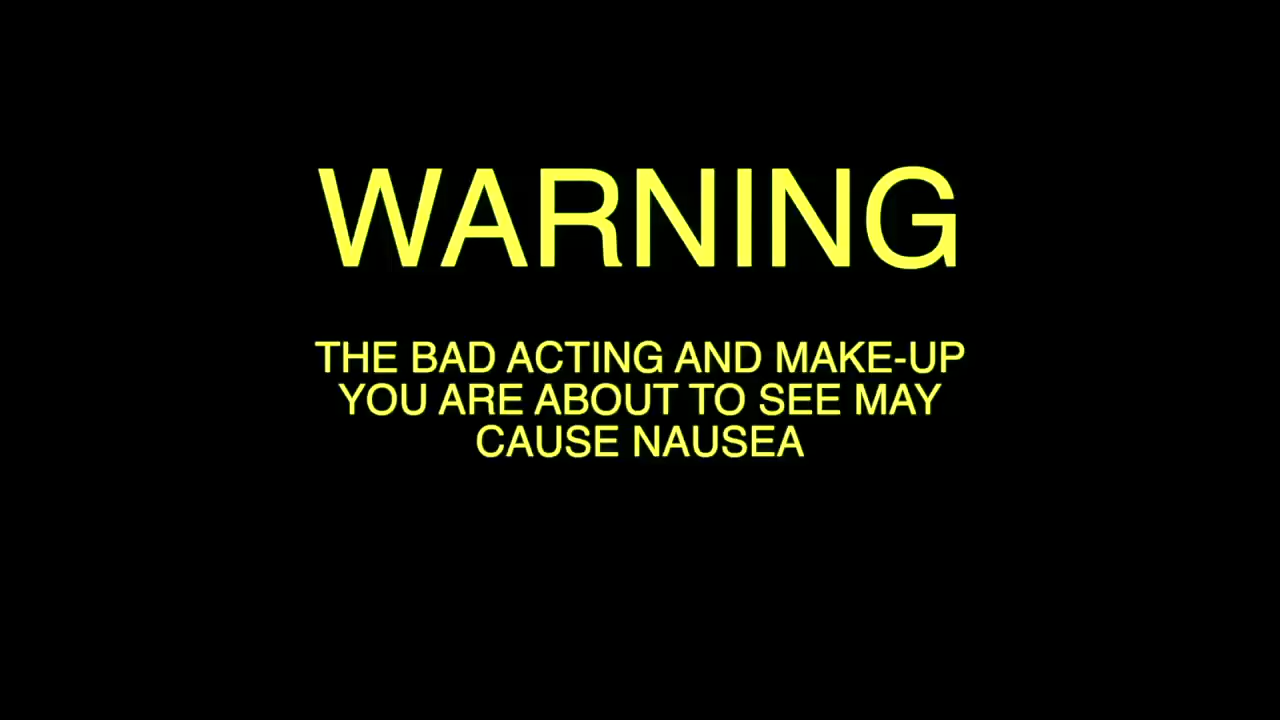 WARNING
THE BAD ACTING AND MAKE-UP
YOU ARE ABOUT TO SEE MAY
CAUSE NAUSEA